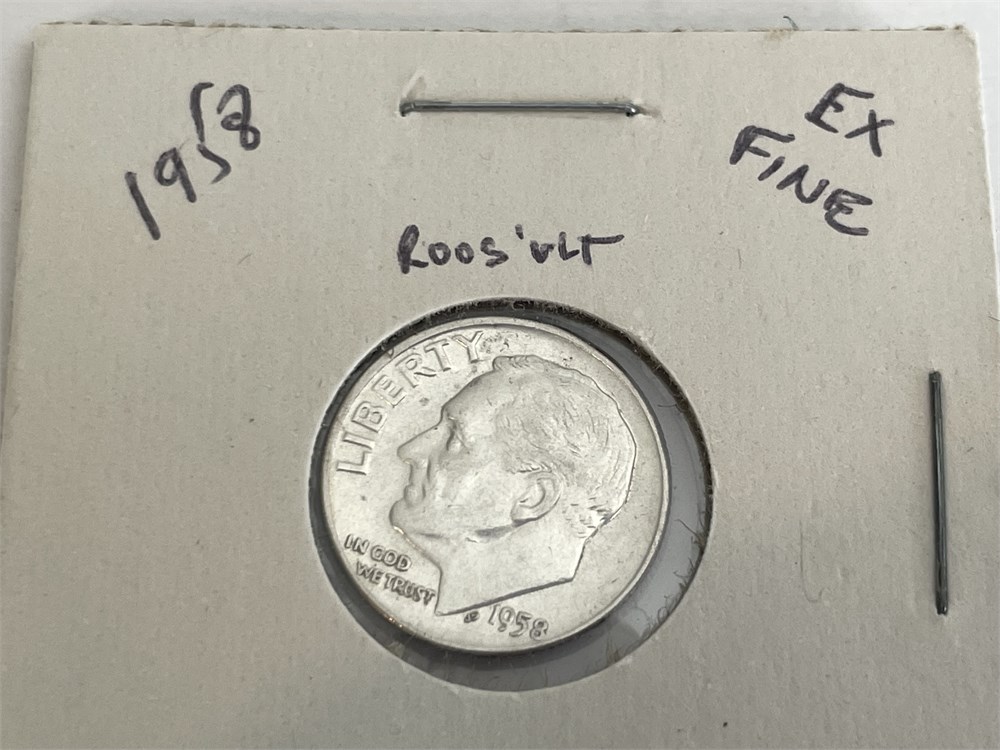 1958
EX
FINE
Roos'vlt
LIBERTY
IN GOD
WE TRUST
1958